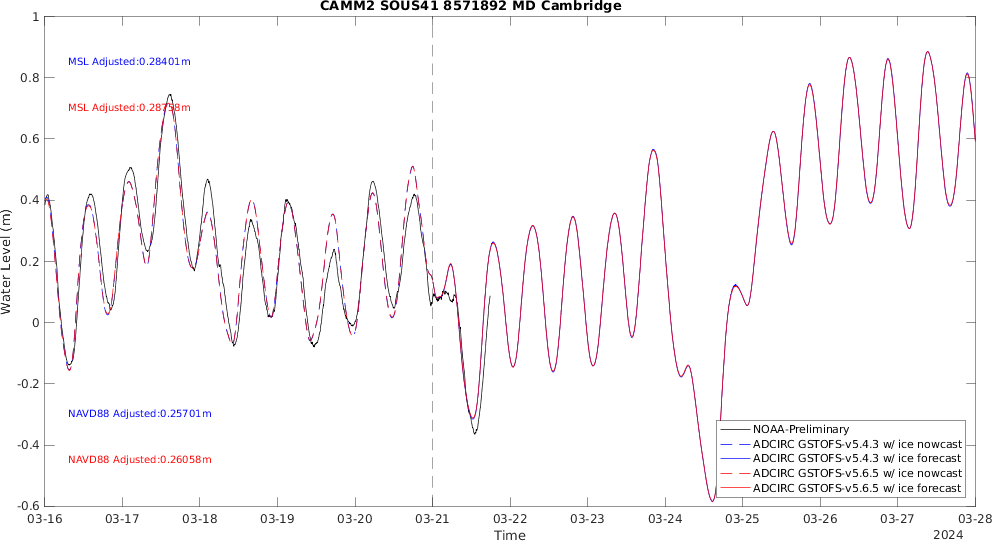 CAMM2 SOUS41 8571892 MD Cambridge
1
0.8
0.6
0.4
0.2
0
-0.2
-0.4
-0.6
Water Level (m)
MSL Adjusted:0.28401m
MSL Adjusted:0.28758m
NAVD88 Adjusted:0.25701m
NAVD88 Adjusted:0.26058m
NOAA-Preliminary
ADCIRC GSTOFS-v5.4.3 w/ ice nowcast
ADCIRC GSTOFS-v5.4.3 w/ ice forecast
ADCIRC GSTOFS-v5.6.5 w/ ice nowcast
ADCIRC GSTOFS-v5.6.5 w/ ice forecast
03-16 03-17 03-18 03-19 03-20 03-21 03-22 03-23 03-24 03-25 03-26 03-27 03-28
Time
2024